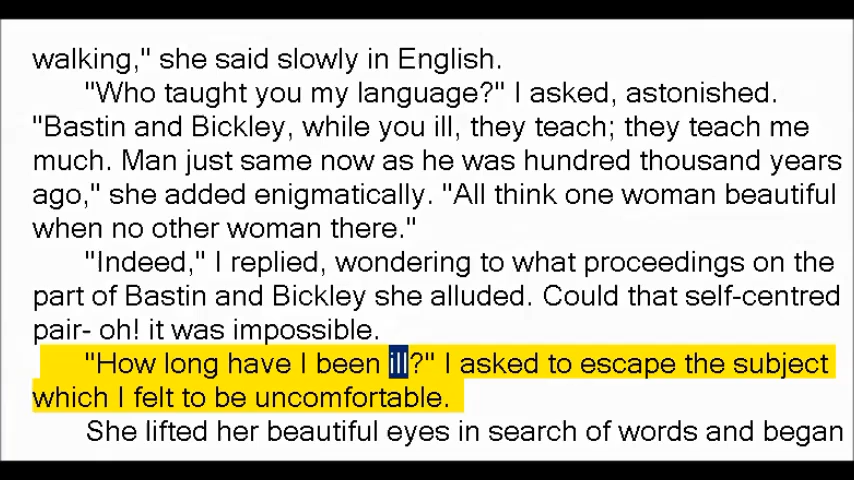 walking," she said slowly in English.
"Who taught you my language?" I asked, astonished.
"Bastin and Bickley, while you ill, they teach; they teach me
much. Man just same now as he was hundred thousand years
ago," she added enigmatically. "All think one woman beautiful
when no other woman there."
"Indeed," I replied, wondering to what proceedings on the
part of Bastin and Bickley she alluded. Could that self-centred
pair- oh! it was impossible.
"How long have I been ill?" I asked to escape the subject
which I felt to be uncomfortable.
She lifted her beautiful eyes in search of words and began